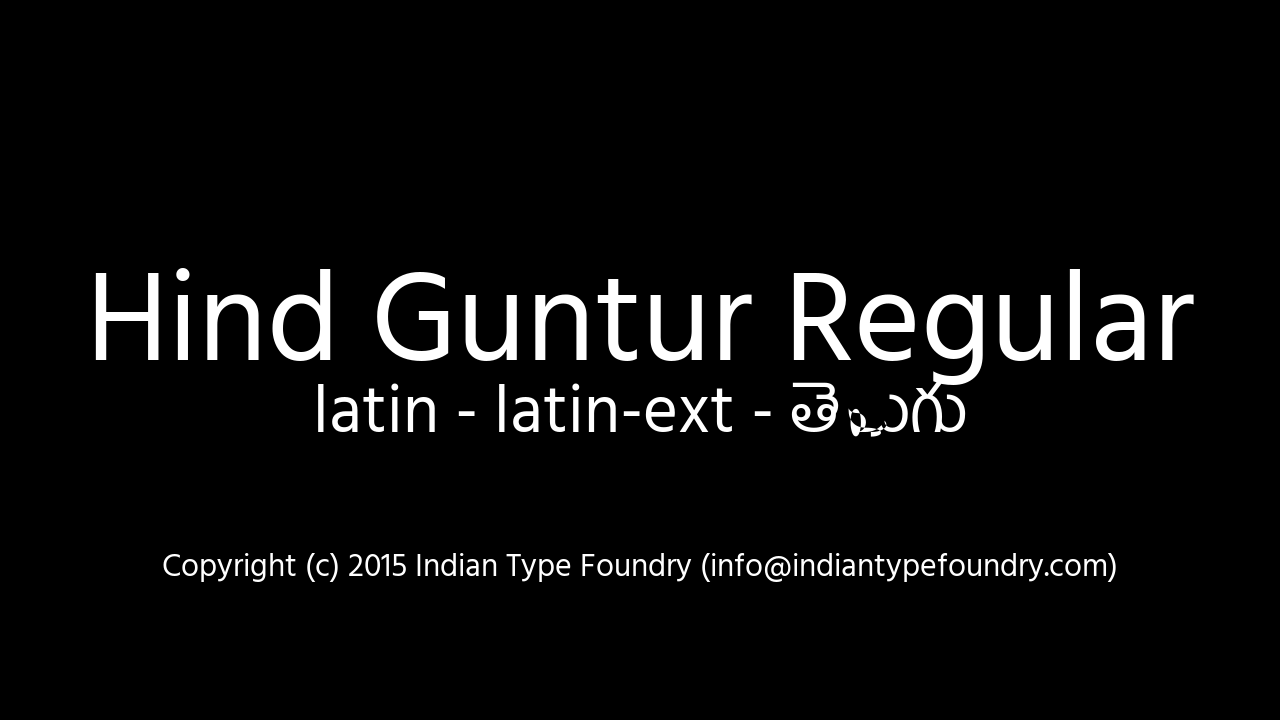 Hind Guntur Regular
latin - latin-ext -
Copyright (c) 2015 Indian Type Foundry (info@indiantypefoundry.com)